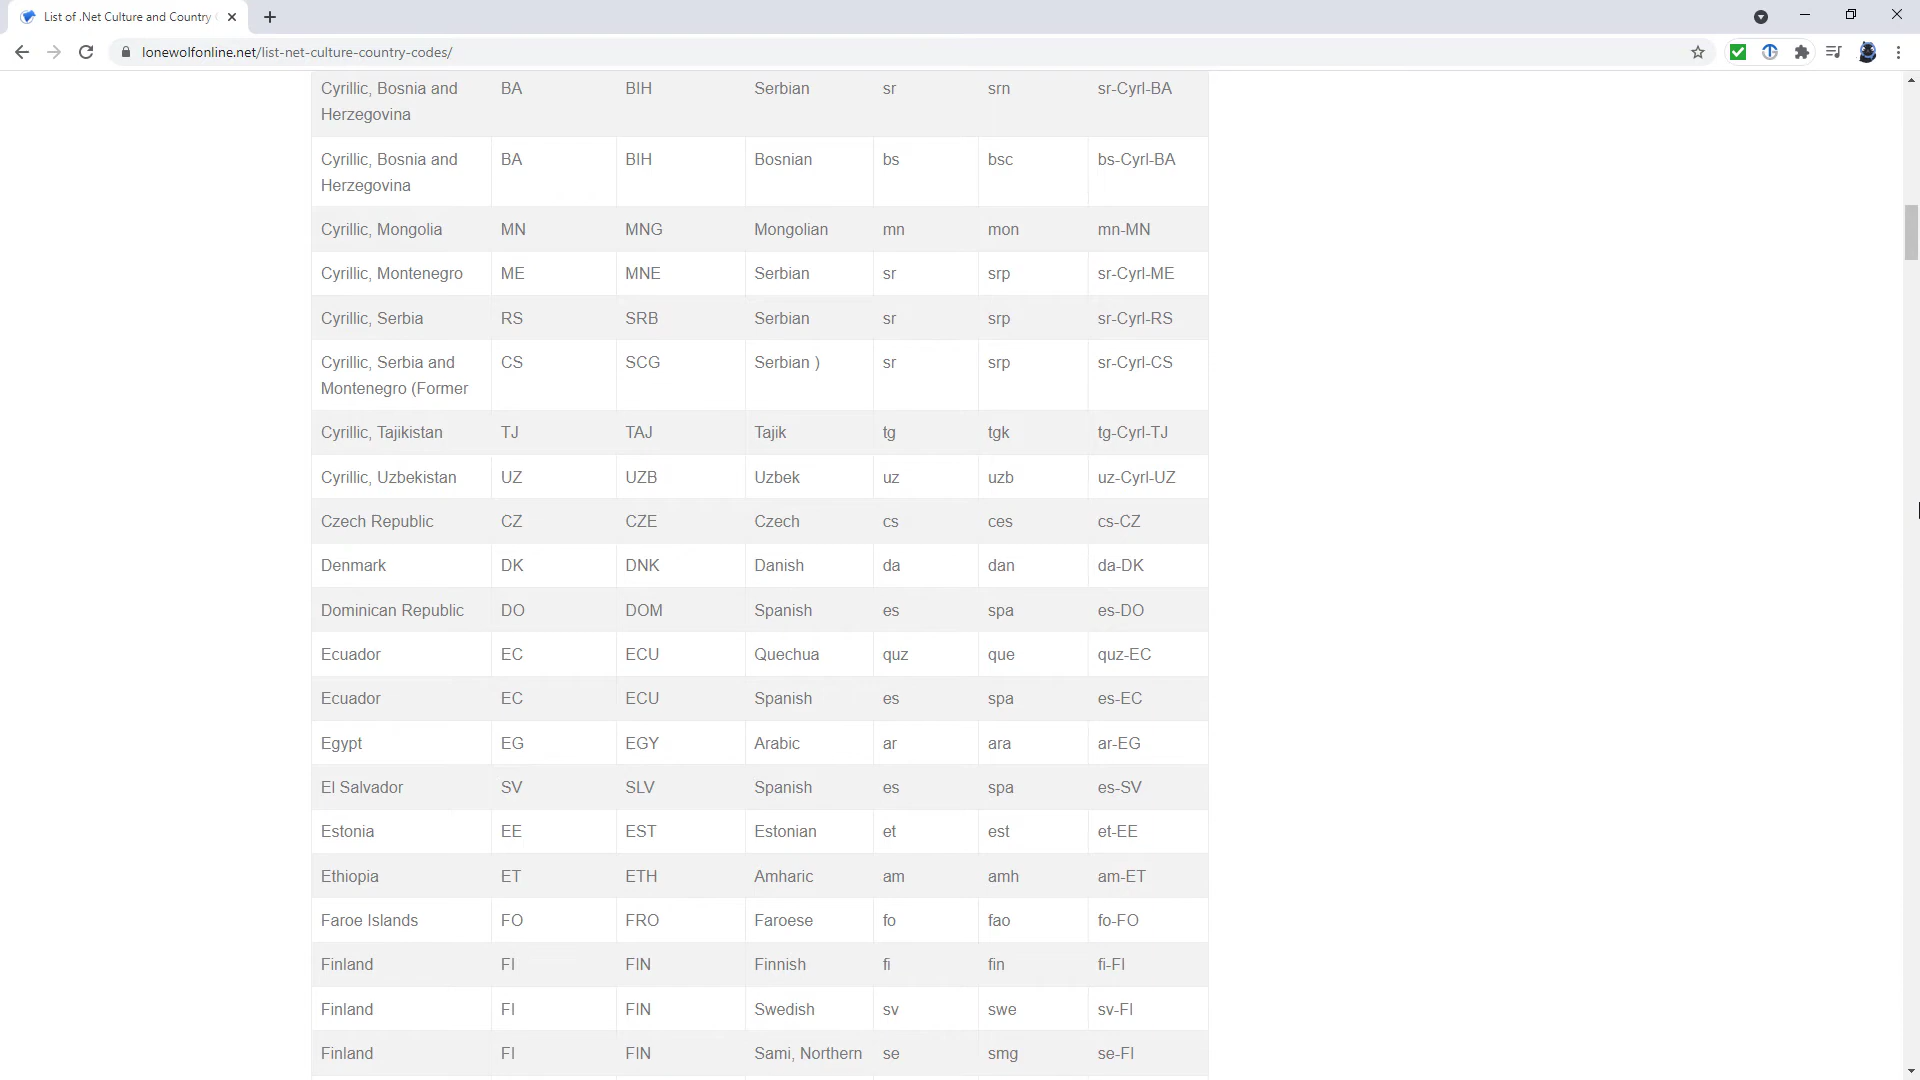 List of .Net Culture and Country
lonewolfonline.net/list-net-culture-country-codes/
Cyrillic, Bosnia and Herzegovina BA BIH Serbian sr srn sr-Cyrl-BA
Cyrillic, Bosnia and Herzegovina BA BIH Bosnian bs bsc bs-Cyrl-BA
Cyrillic, Mongolia MN MNG Mongolian mn mon mn-MN
Cyrillic, Montenegro ME MNE Serbian sr srp sr-Cyrl-ME
Cyrillic, Serbia RS SRB Serbian sr srp sr-Cyrl-RS
Cyrillic, Serbia and Montenegro (Former CS SCG Serbian ) sr srp sr-Cyrl-CS
Cyrillic, Tajikistan TJ TAJ Tajik tg tgk tg-Cyrl-TJ
Cyrillic, Uzbekistan UZ UZB Uzbek uz uzb uz-Cyrl-UZ
Czech Republic CZ CZE Czech cs ces cs-CZ
Denmark DK DNK Danish da dan da-DK
Dominican Republic DO DOM Spanish es spa es-DO
Ecuador EC ECU Quechua quz que quz-EC
Ecuador EC ECU Spanish es spa es-EC
Egypt EG EGY Arabic ar ara ar-EG
El Salvador SV SLV Spanish es spa es-SV
Estonia EE EST Estonian et est et-EE
Ethiopia ET ETH Amharic am amh am-ET
Faroe Islands FO FRO Faroese fo fao fo-FO
Finland FI FIN Finnish fi fin fi-FI
Finland FI FIN Swedish sv swe sv-FI
Finland FI FIN Sami, Northern se smg se-FI